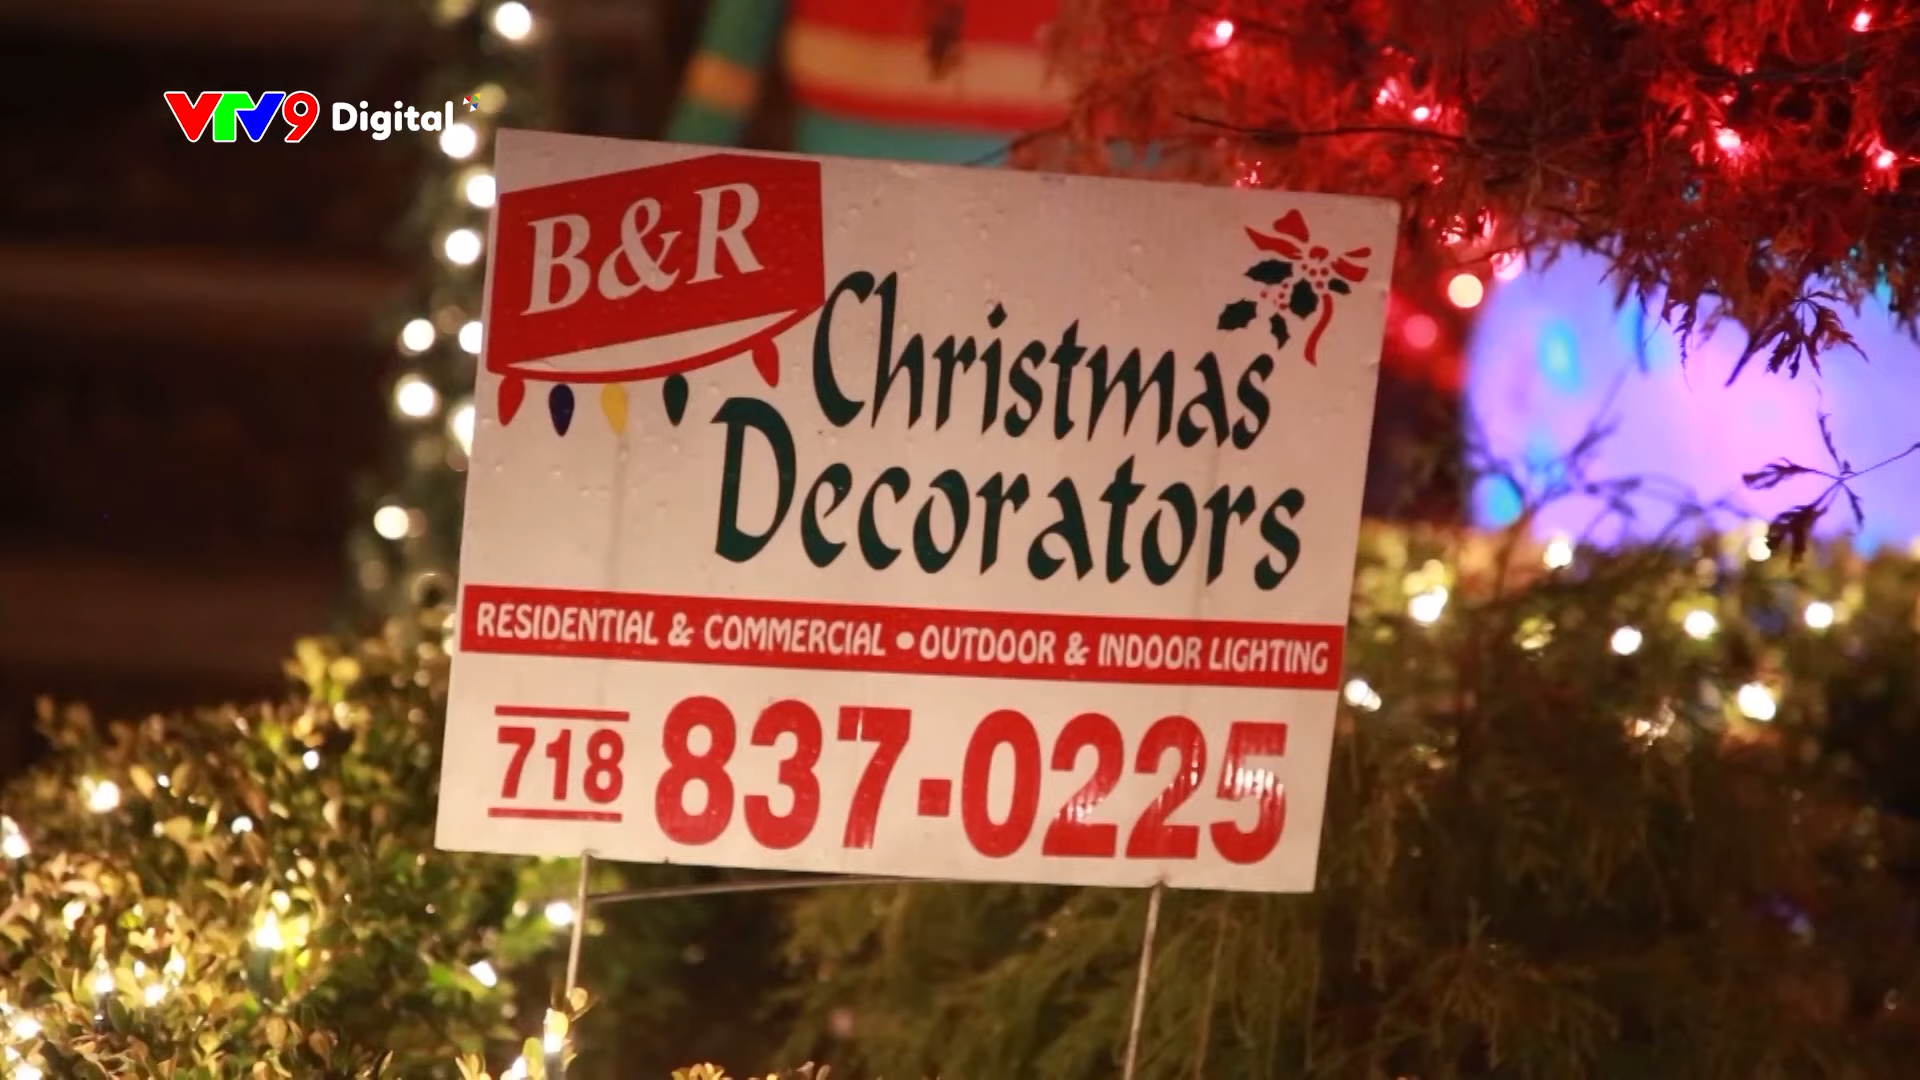 VTV9 Digital
B&R
Christmas
Decorators
RESIDENTIAL & COMMERCIAL • OUTDOOR & INDOOR LIGHTING
718 837-0225